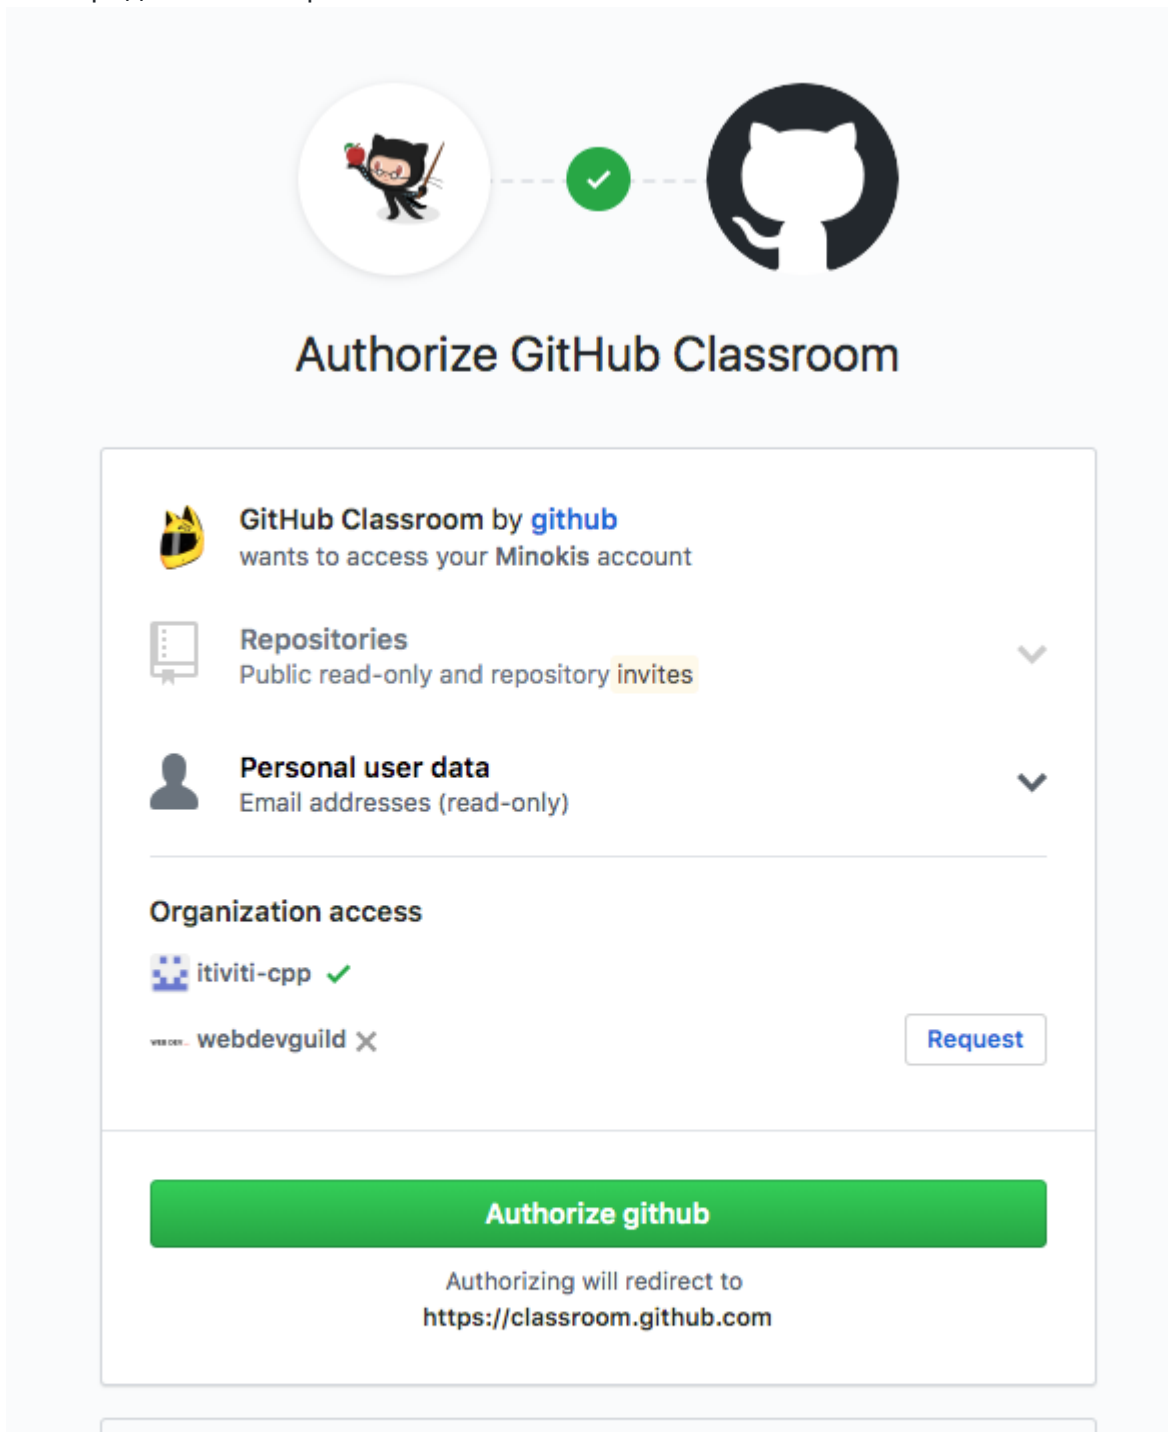 Authorize GitHub Classroom
GitHub Classroom by github
wants to access your Minokis account
Repositories
Public read-only and repository invites
Personal user data
Email addresses (read-only)
Organization access
itiviti-cpp
webdevguild
Request
Authorize github
Authorizing will redirect to
https://classroom.github.com